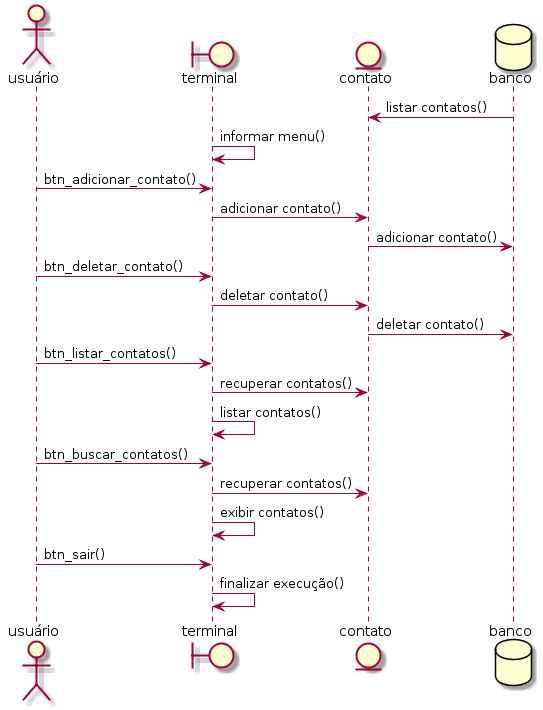 usuário terminal contato banco
listar contatos()
informar menu()
btn_adicionar_contato()
adicionar contato()
adicionar contato()
btn_deletar_contato()
deletar contato()
deletar contato()
btn_listar_contatos()
recuperar contatos()
listar contatos()
btn_buscar_contatos()
recuperar contatos()
exibir contatos()
btn_sair()
finalizar execução()
usuário terminal contato banco